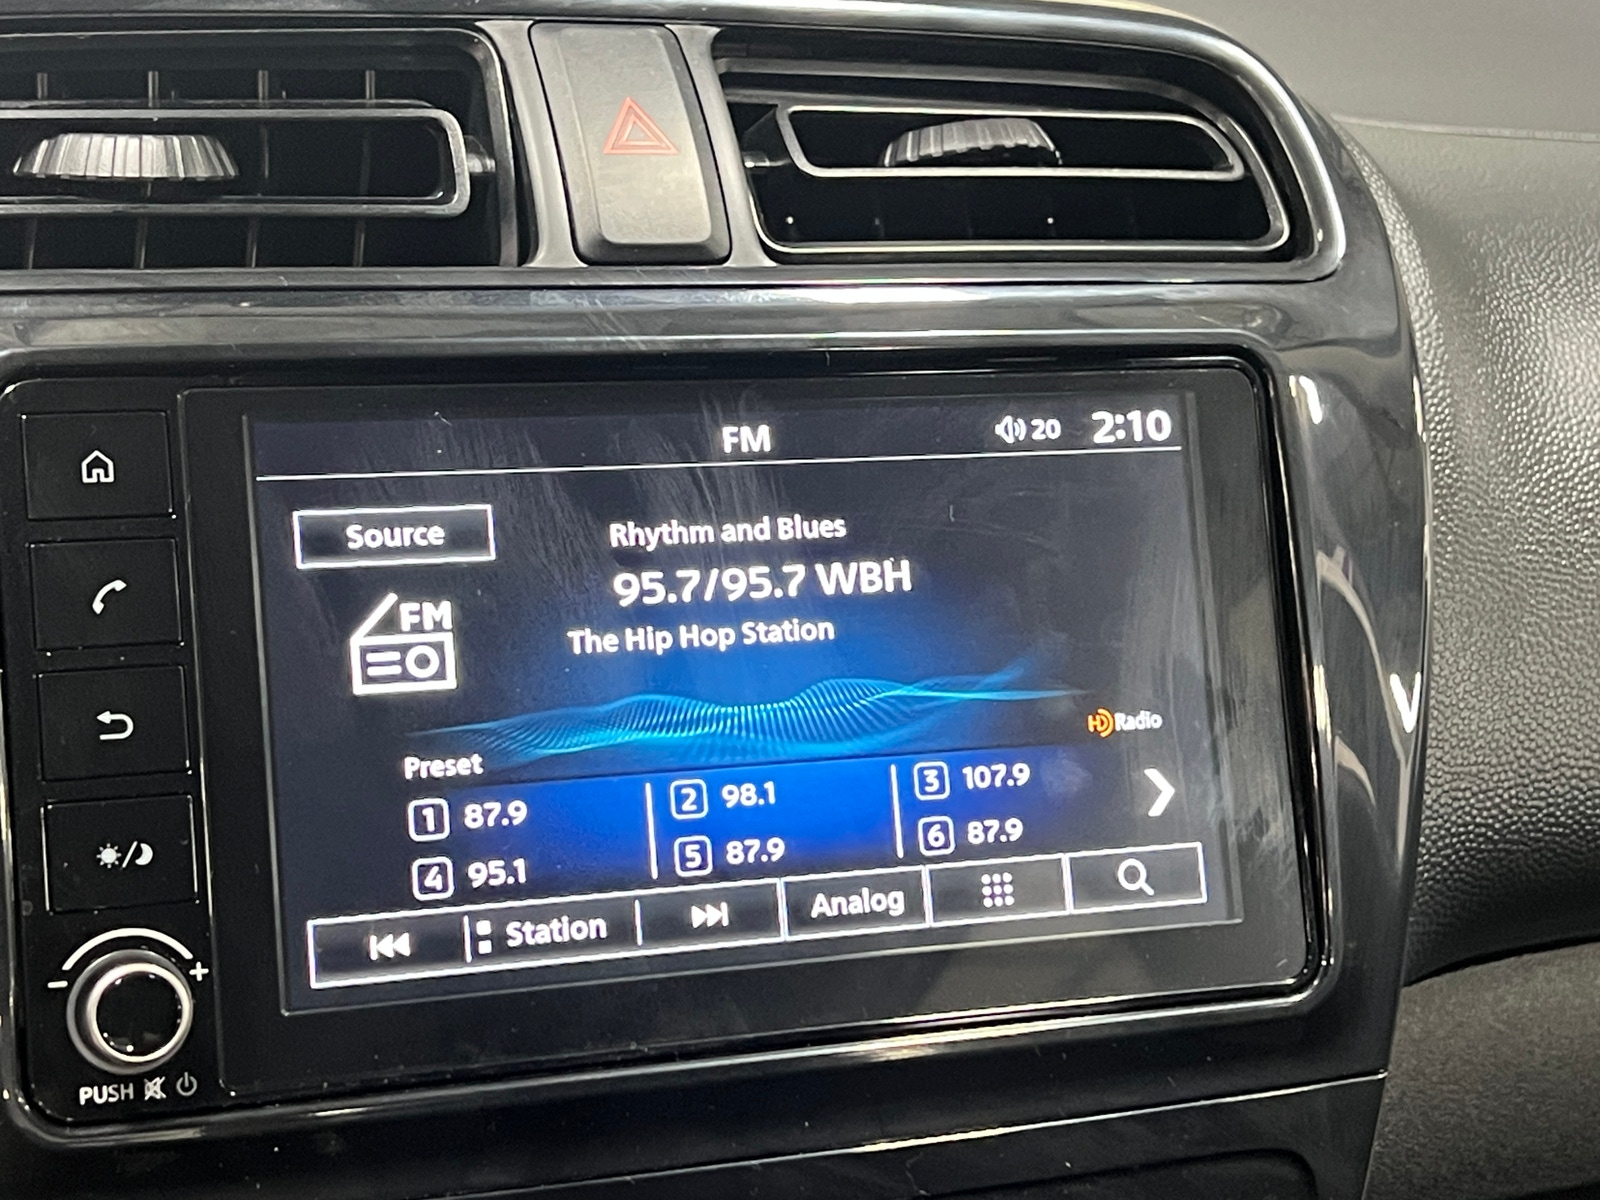 FM 20 2:10
Source
Rhythm and Blues
95.7/95.7 WBH
The Hip Hop Station
FM
HD Radio
Preset
1 87.9 2 98.1 3 107.9
4 95.1 5 87.9 6 87.9
Station Analog
- +
PUSH